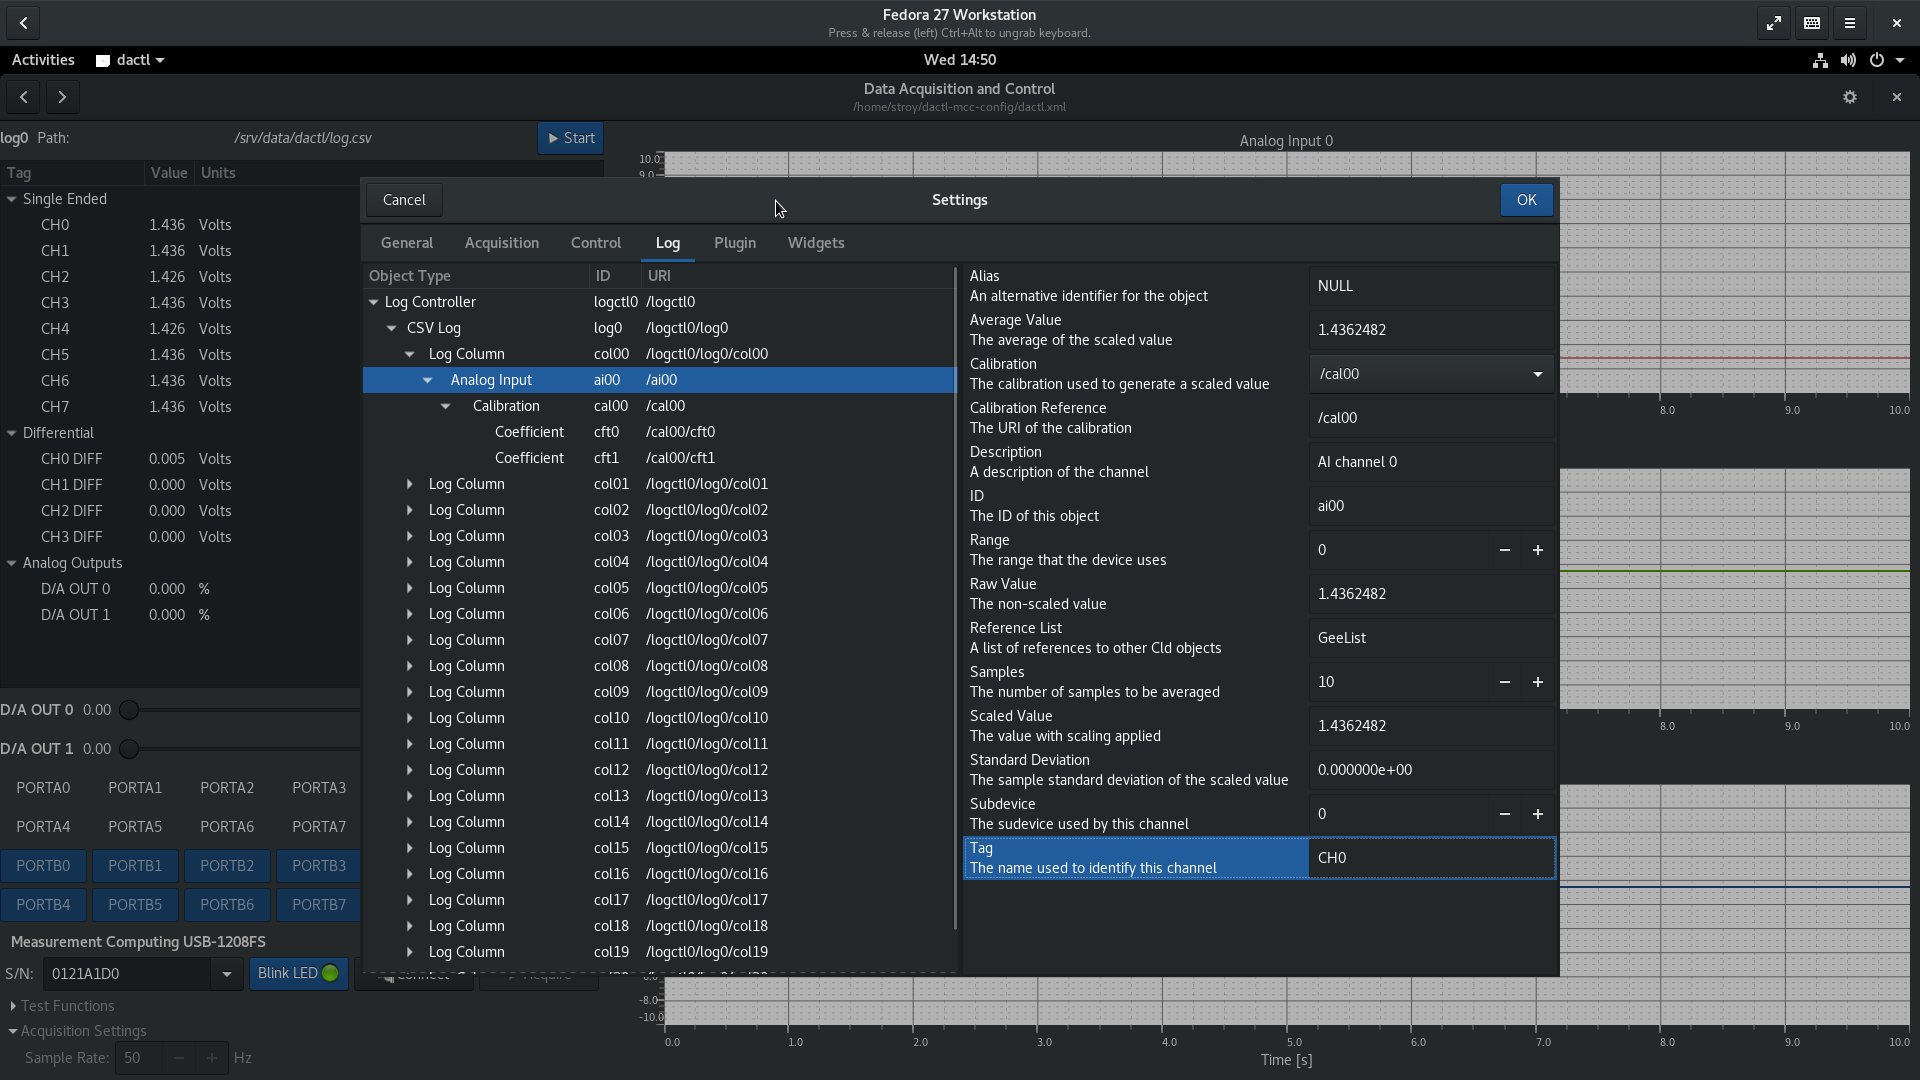 Fedora 27 Workstation
Press & release (left) Ctrl+Alt to ungrab keyboard.
Activities dactl Wed 14:50
Data Acquisition and Control
/home/stroy/dactl-mcc-config/dactl.xml
log0 Path: /srv/data/dactl/log.csv Start
Tag Value Units
Single Ended
CH0 1.436 Volts
CH1 1.436 Volts
CH2 1.426 Volts
CH3 1.436 Volts
CH4 1.426 Volts
CH5 1.436 Volts
CH6 1.436 Volts
CH7 1.436 Volts
Differential
CH0 DIFF 0.005 Volts
CH1 DIFF 0.000 Volts
CH2 DIFF 0.000 Volts
CH3 DIFF 0.000 Volts
Analog Outputs
D/A OUT 0 0.000 %
D/A OUT 1 0.000 %
D/A OUT 0 0.00
D/A OUT 1 0.00
PORTA0 PORTA1 PORTA2 PORTA3
PORTA4 PORTA5 PORTA6 PORTA7
PORTB0 PORTB1 PORTB2 PORTB3
PORTB4 PORTB5 PORTB6 PORTB7
Measurement Computing USB-1208FS
S/N: 0121A1D0 Blink LED
Test Functions
Acquisition Settings
Sample Rate: 50 − + Hz
Cancel Settings OK
General Acquisition Control Log Plugin Widgets
Object Type ID URI
Log Controller logctl0 /logctl0
CSV Log log0 /logctl0/log0
Log Column col00 /logctl0/log0/col00
Analog Input ai00 /ai00
Calibration cal00 /cal00
Coefficient cft0 /cal00/cft0
Coefficient cft1 /cal00/cft1
Log Column col01 /logctl0/log0/col01
Log Column col02 /logctl0/log0/col02
Log Column col03 /logctl0/log0/col03
Log Column col04 /logctl0/log0/col04
Log Column col05 /logctl0/log0/col05
Log Column col06 /logctl0/log0/col06
Log Column col07 /logctl0/log0/col07
Log Column col08 /logctl0/log0/col08
Log Column col09 /logctl0/log0/col09
Log Column col10 /logctl0/log0/col10
Log Column col11 /logctl0/log0/col11
Log Column col12 /logctl0/log0/col12
Log Column col13 /logctl0/log0/col13
Log Column col14 /logctl0/log0/col14
Log Column col15 /logctl0/log0/col15
Log Column col16 /logctl0/log0/col16
Log Column col17 /logctl0/log0/col17
Log Column col18 /logctl0/log0/col18
Log Column col19 /logctl0/log0/col19
Alias
An alternative identifier for the object
NULL
Average Value
The average of the scaled value
1.4362482
Calibration
The calibration used to generate a scaled value
/cal00
Calibration Reference
The URI of the calibration
/cal00
Description
A description of the channel
AI channel 0
ID
The ID of this object
ai00
Range
The range that the device uses
0 − +
Raw Value
The non-scaled value
1.4362482
Reference List
A list of references to other Cld objects
GeeList
Samples
The number of samples to be averaged
10 − +
Scaled Value
The value with scaling applied
1.4362482
Standard Deviation
The sample standard deviation of the scaled value
0.000000e+00
Subdevice
The sudevice used by this channel
0 − +
Tag
The name used to identify this channel
CH0
Analog Input 0
10.0
9.0
8.0 9.0 10.0
8.0 9.0 10.0
-8.0
-10.0
0.0 1.0 2.0 3.0 4.0 5.0 6.0 7.0 8.0 9.0 10.0
Time [s]